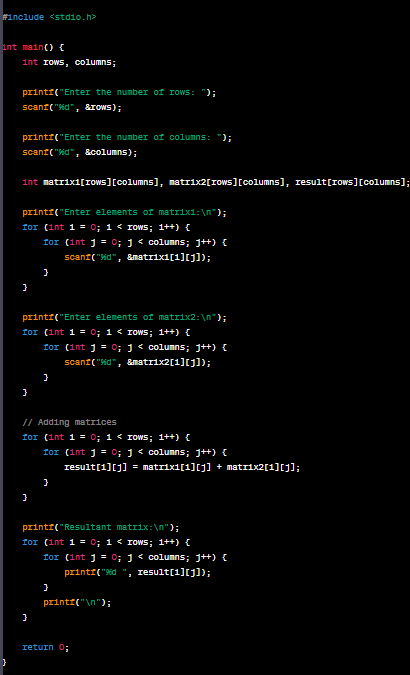 #include <stdio.h>
int main() {
int rows, columns;
printf("Enter the number of rows: ");
scanf("%d", &rows);
printf("Enter the number of columns: ");
scanf("%d", &columns);
int matrix1[rows][columns], matrix2[rows][columns], result[rows][columns];
printf("Enter elements of matrix1:\n");
for (int i = 0; i < rows; i++) {
for (int j = 0; j < columns; j++) {
scanf("%d", &matrix1[i][j]);
}
}
printf("Enter elements of matrix2:\n");
for (int i = 0; i < rows; i++) {
for (int j = 0; j < columns; j++) {
scanf("%d", &matrix2[i][j]);
}
}
// Adding matrices
for (int i = 0; i < rows; i++) {
for (int j = 0; j < columns; j++) {
result[i][j] = matrix1[i][j] + matrix2[i][j];
}
}
printf("Resultant matrix:\n");
for (int i = 0; i < rows; i++) {
for (int j = 0; j < columns; j++) {
printf("%d ", result[i][j]);
}
printf("\n");
}
return 0;
}